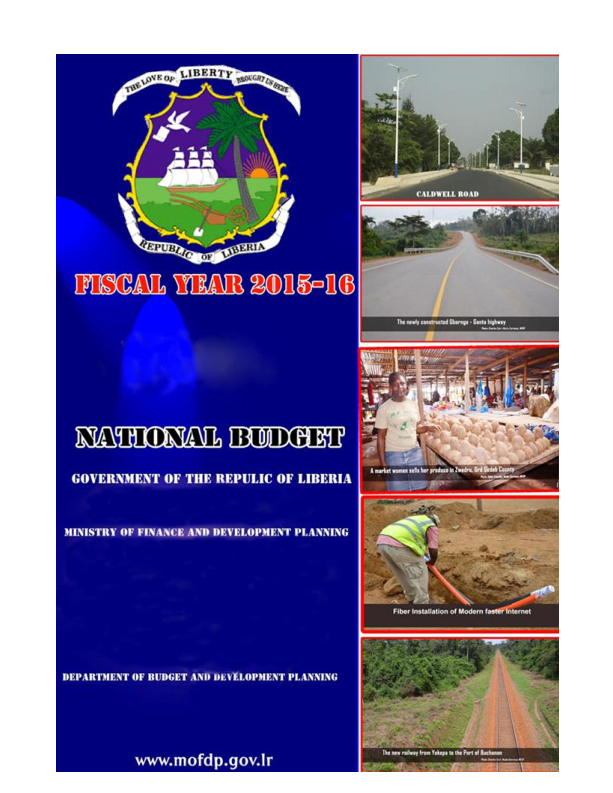 THE LOVE OF LIBERTY BROUGHT US HERE
REPUBLIC OF LIBERIA
FISCAL YEAR 2015-16
NATIONAL BUDGET
GOVERNMENT OF THE REPULIC OF LIBERIA
MINISTRY OF FINANCE AND DEVELOPMENT PLANNING
DEPARTMENT OF BUDGET AND DEVELOPMENT PLANNING
www.mofdp.gov.lr
CALDWELL ROAD
The newly constructed Gbarnga - Ganta highway
A market women sells her produce in Zwedru, Grd Gedeh County
Fiber Installation of Modern faster Internet
The new railway from Yekepa to the Port of Buchanan